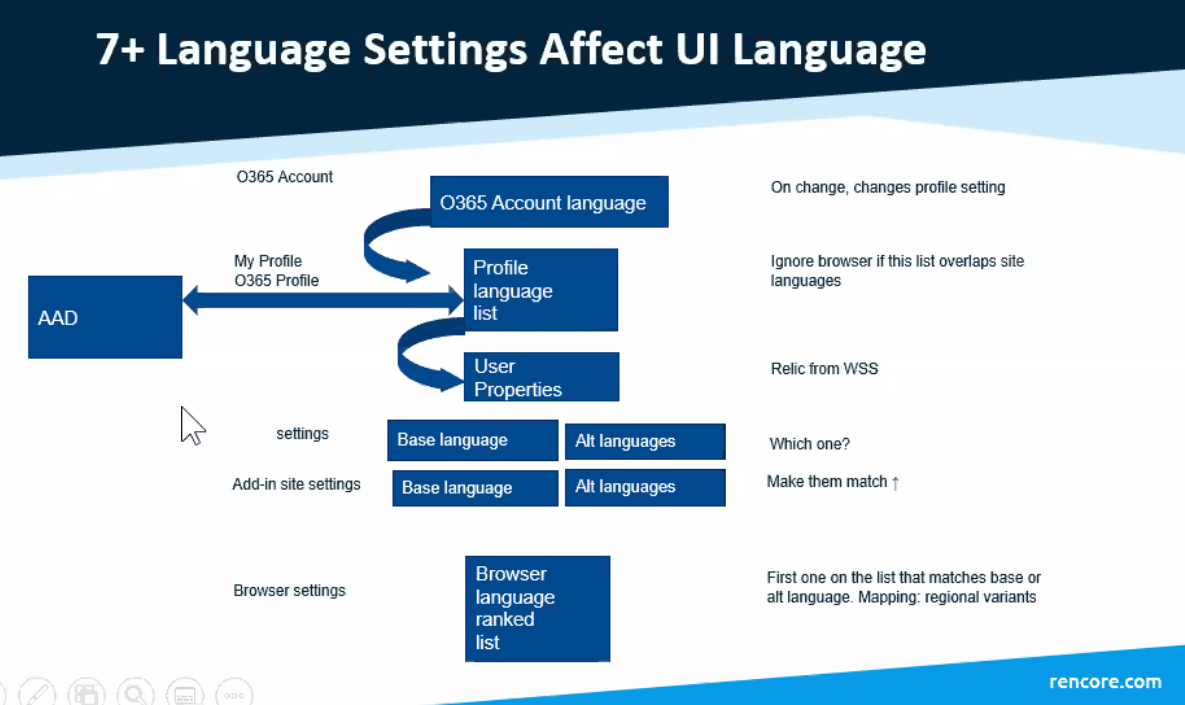 7+ Language Settings Affect UI Language
O365 Account
O365 Account language
On change, changes profile setting
My Profile
O365 Profile
AAD
Profile
language
list
Ignore browser if this list overlaps site
languages
User
Properties
Relic from WSS
settings
Base language
Alt languages
Which one?
Add-in site settings
Base language
Alt languages
Make them match ↑
Browser settings
Browser
language
ranked
list
First one on the list that matches base or
alt language. Mapping: regional variants
rencore.com